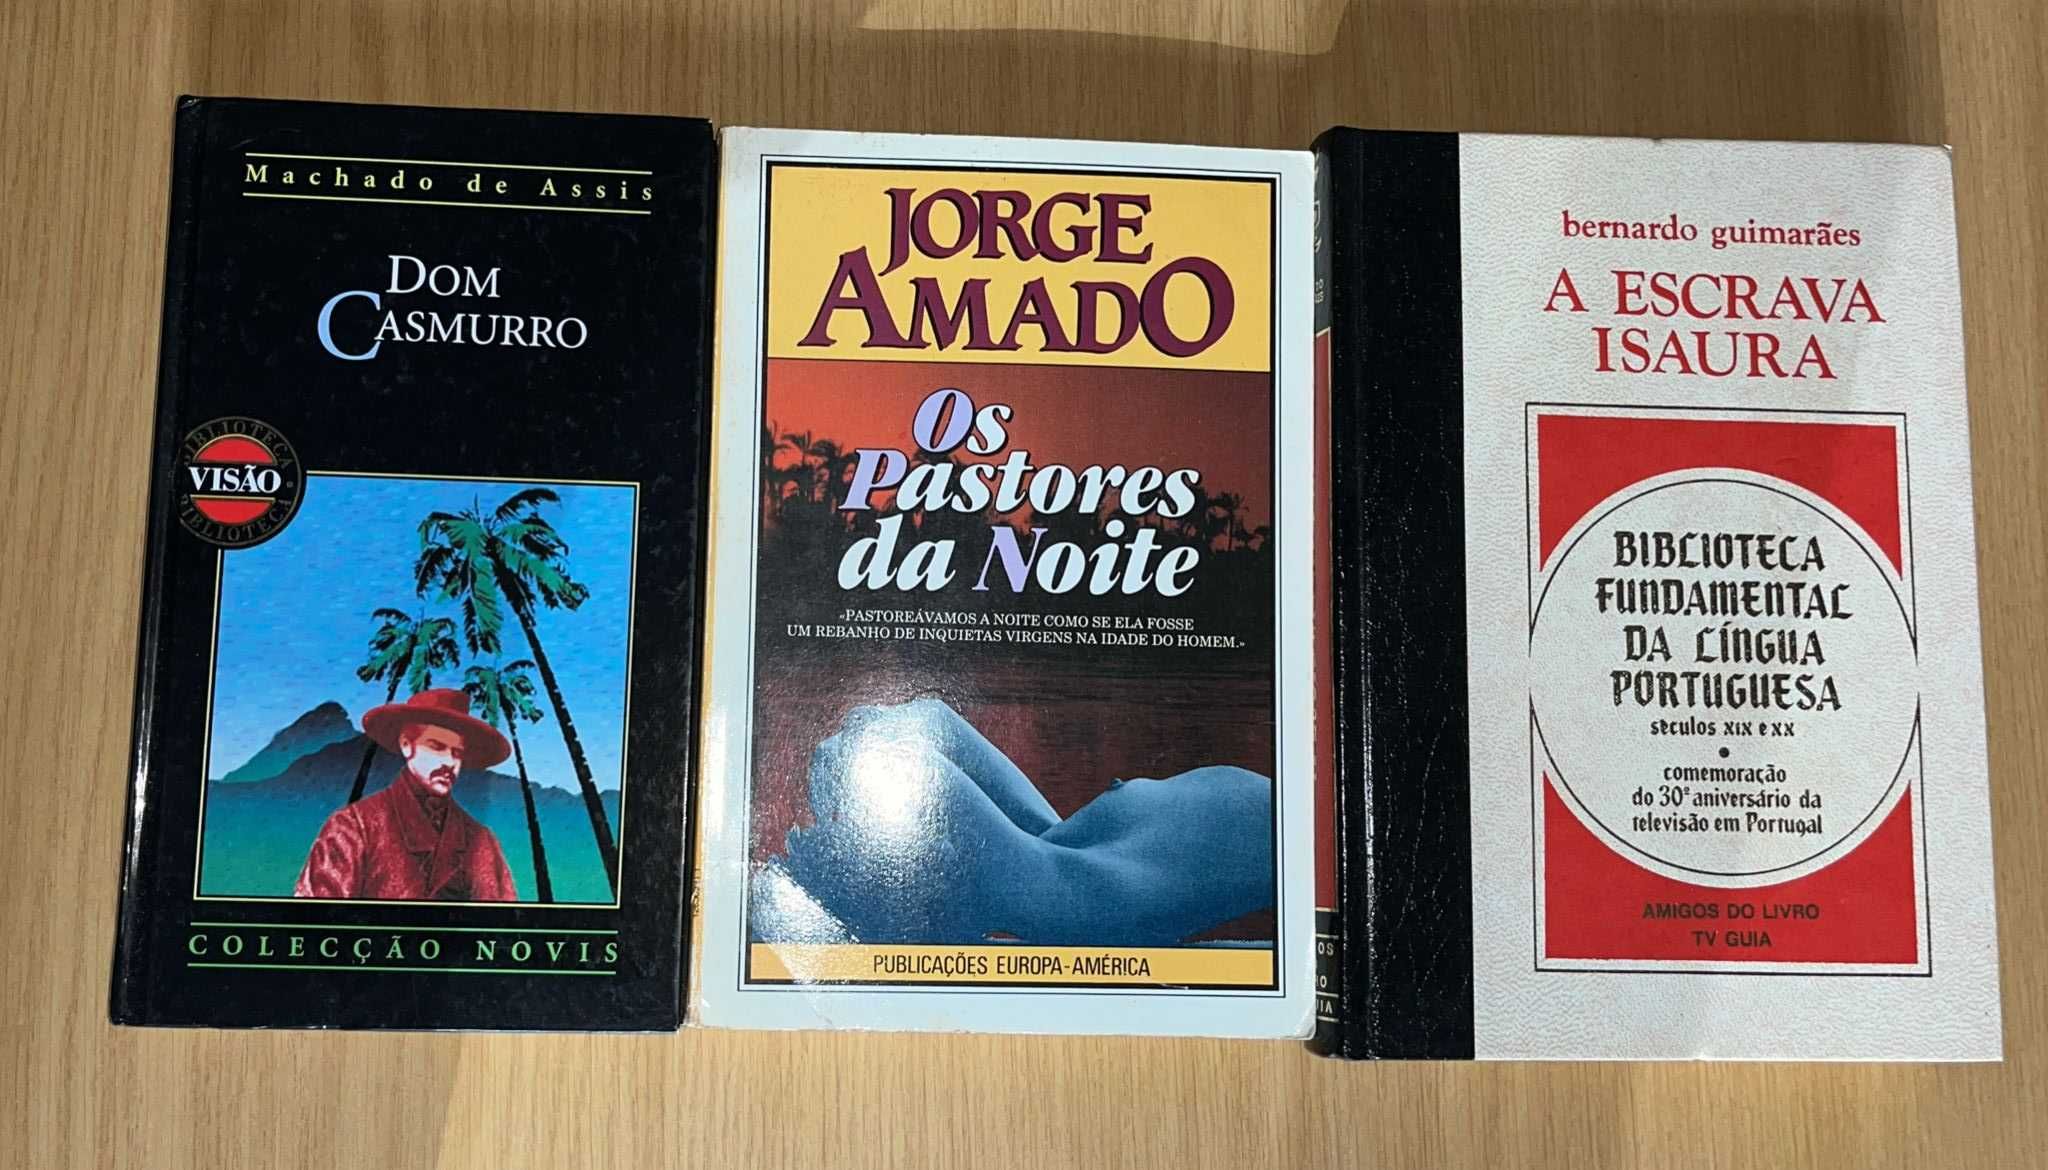 Machado de Assis
DOM
CASMURRO
BIBLIOTECA
VISÃO
BIBLIOTECA
COLECÇÃO NOVIS
JORGE
AMADO
Os
Pastores
da Noite
«PASTOREÁVAMOS A NOITE COMO SE ELA FOSSE
UM REBANHO DE INQUIETAS VIRGENS NA IDADE DO HOMEM.»
PUBLICAÇÕES EUROPA-AMÉRICA
bernardo guimarães
A ESCRAVA
ISAURA
BIBLIOTECA
FUNDAMENTAL
DA LÍNGUA
PORTUGUESA
séculos XIX e XX
•
comemoração
do 30º aniversário da
televisão em Portugal
AMIGOS DO LIVRO
TV GUIA